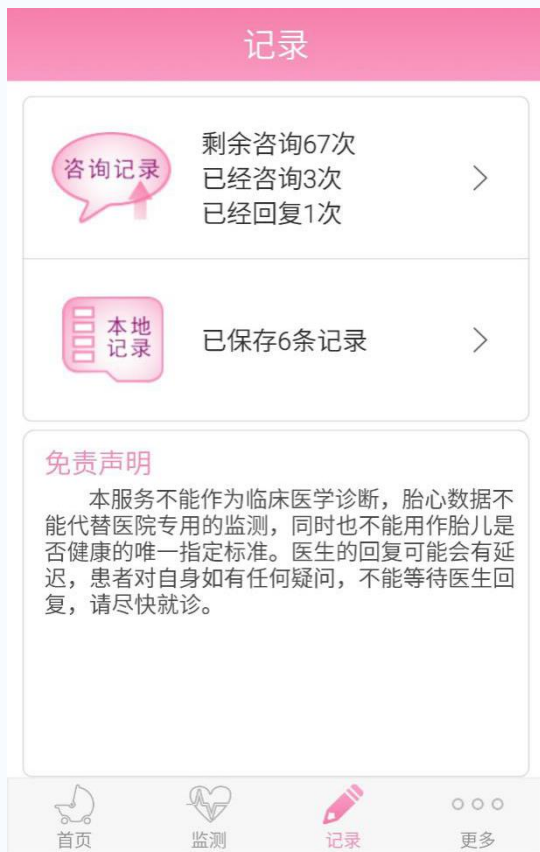 记录
咨询记录
剩余咨询67次
已经咨询3次
已经回复1次
本地
记录
已保存6条记录
免责声明
本服务不能作为临床医学诊断，胎心数据不
能代替医院专用的监测，同时也不能用作胎儿是
否健康的唯一指定标准。医生的回复可能会有延
迟，患者对自身如有任何疑问，不能等待医生回
复，请尽快就诊。
首页
监测
记录
更多